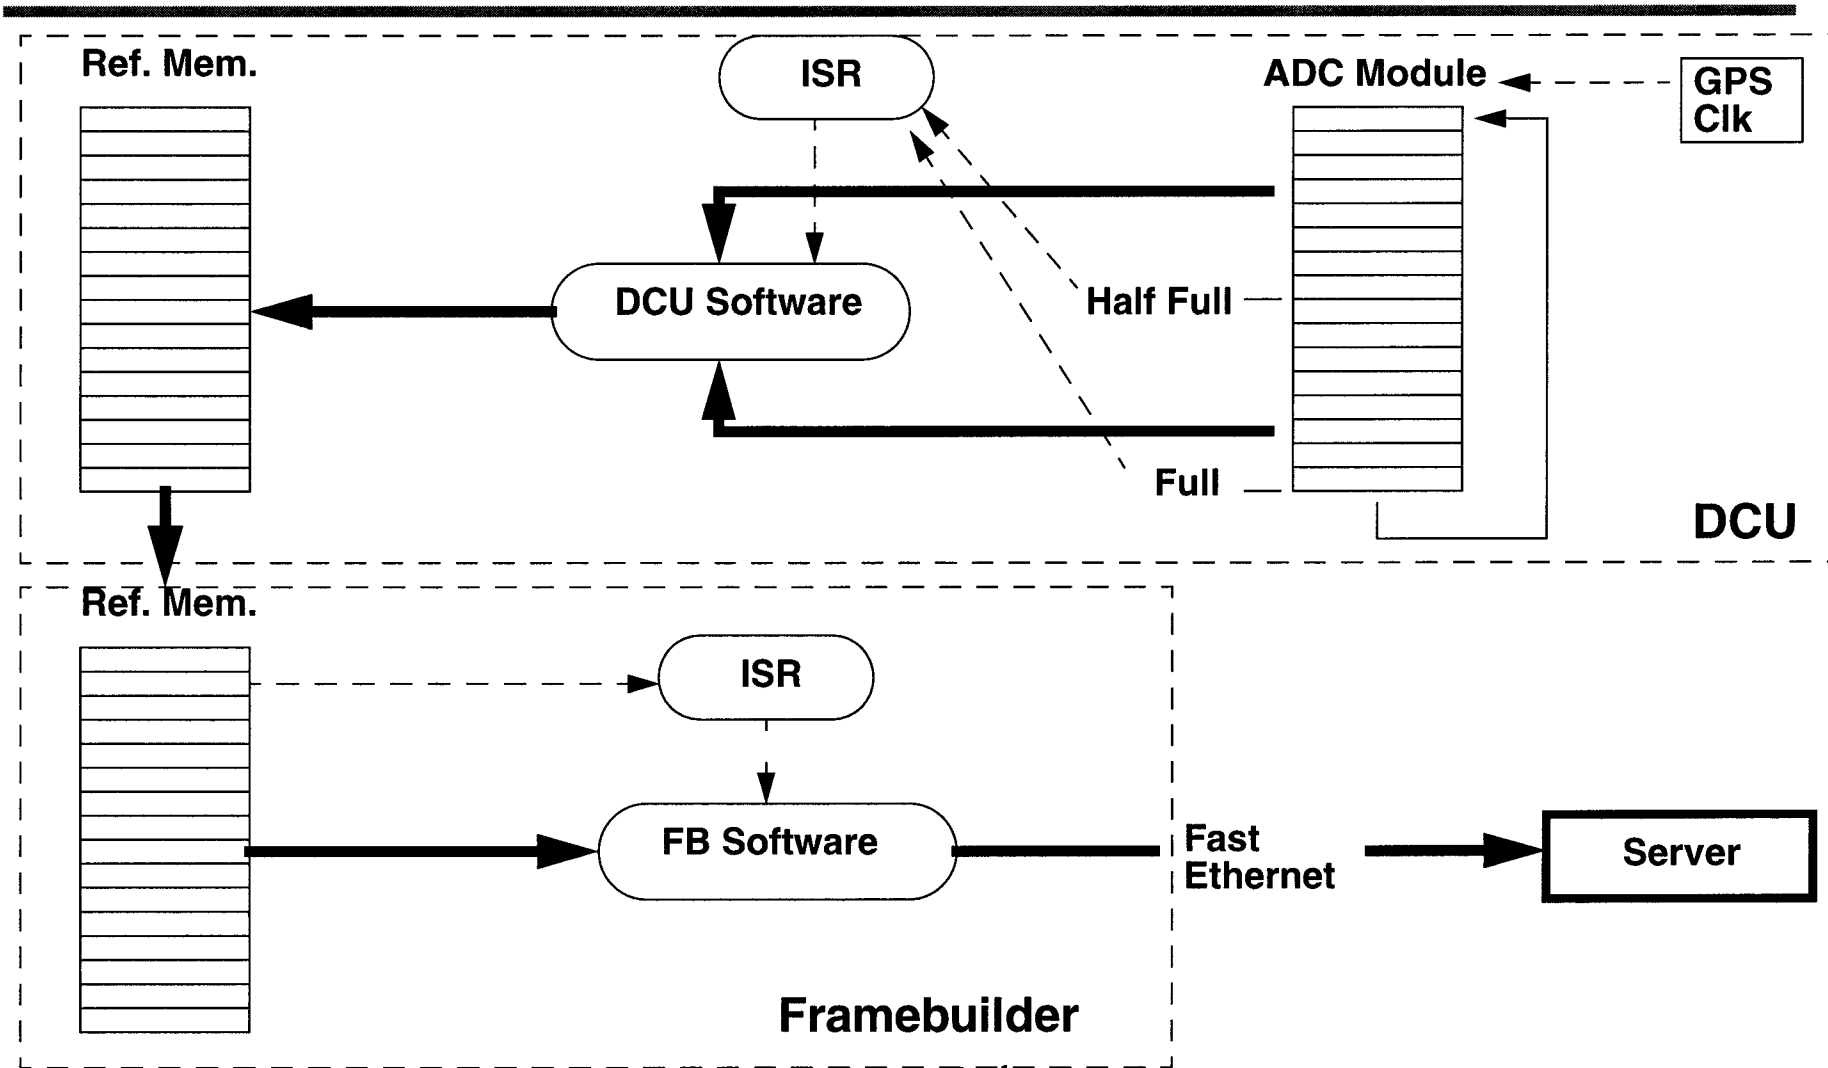 Ref. Mem.
ISR
ADC Module
GPS
Clk
DCU Software
Half Full
Full
DCU
Ref. Mem.
ISR
FB Software
Fast
Ethernet
Server
Framebuilder